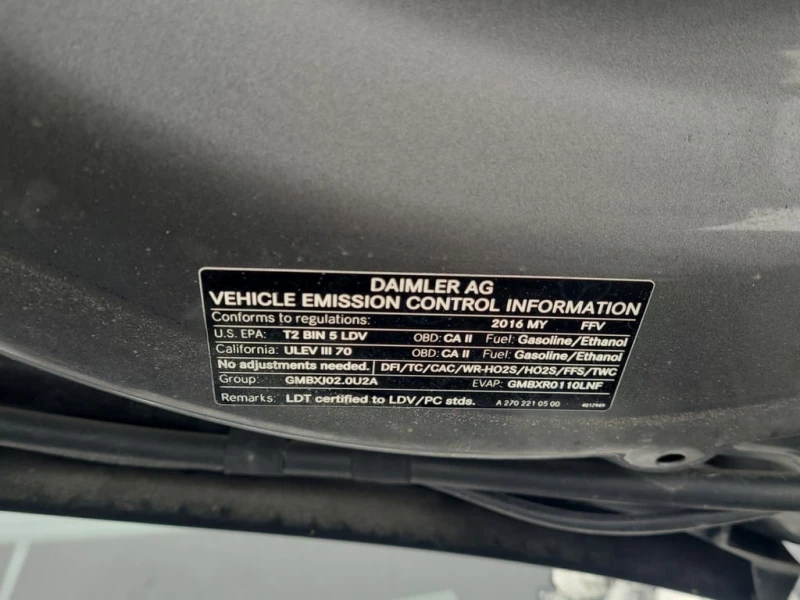 DAIMLER AG
VEHICLE EMISSION CONTROL INFORMATION
Conforms to regulations: 2016 MY FFV
U.S. EPA: T2 BIN 5 LDV OBD: CA II Fuel: Gasoline/Ethanol
California: ULEV III 70 OBD: CA II Fuel: Gasoline/Ethanol
No adjustments needed. DFI/TC/CAC/WR-HO2S/HO2S/FFS/TWC
Group: GMBXJ02.0U2A EVAP: GMBXR0110LNF
Remarks: LDT certified to LDV/PC stds. A 270 221 05 00